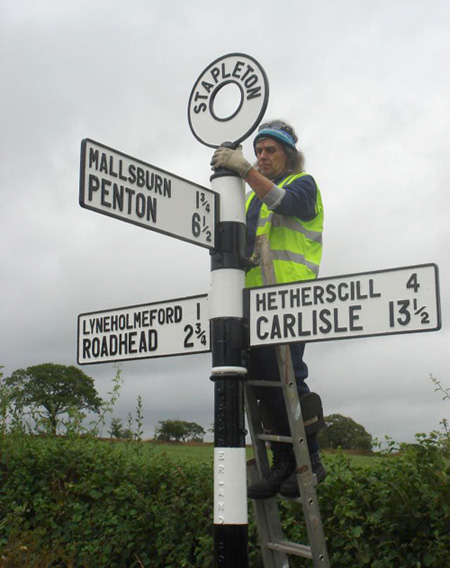 STAPLETON
MALLSBURN 1¾
PENTON 6½
HETHERSCILL 4
CARLISLE 13½
LYNEHOLMEFORD 1
ROADHEAD 2¾